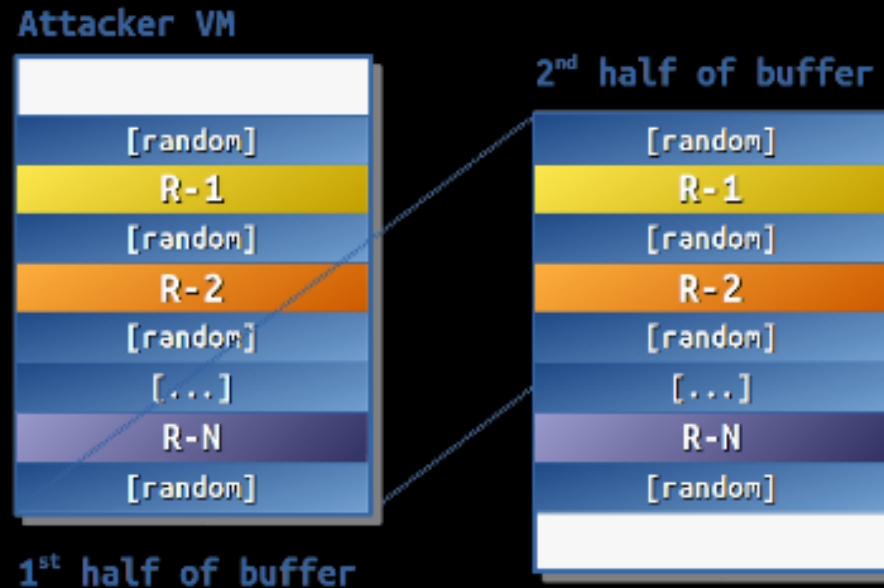 Attacker VM
[random]
R-1
[random]
R-2
[random]
[...]
R-N
[random]
1st half of buffer
2nd half of buffer
[random]
R-1
[random]
R-2
[random]
[...]
R-N
[random]